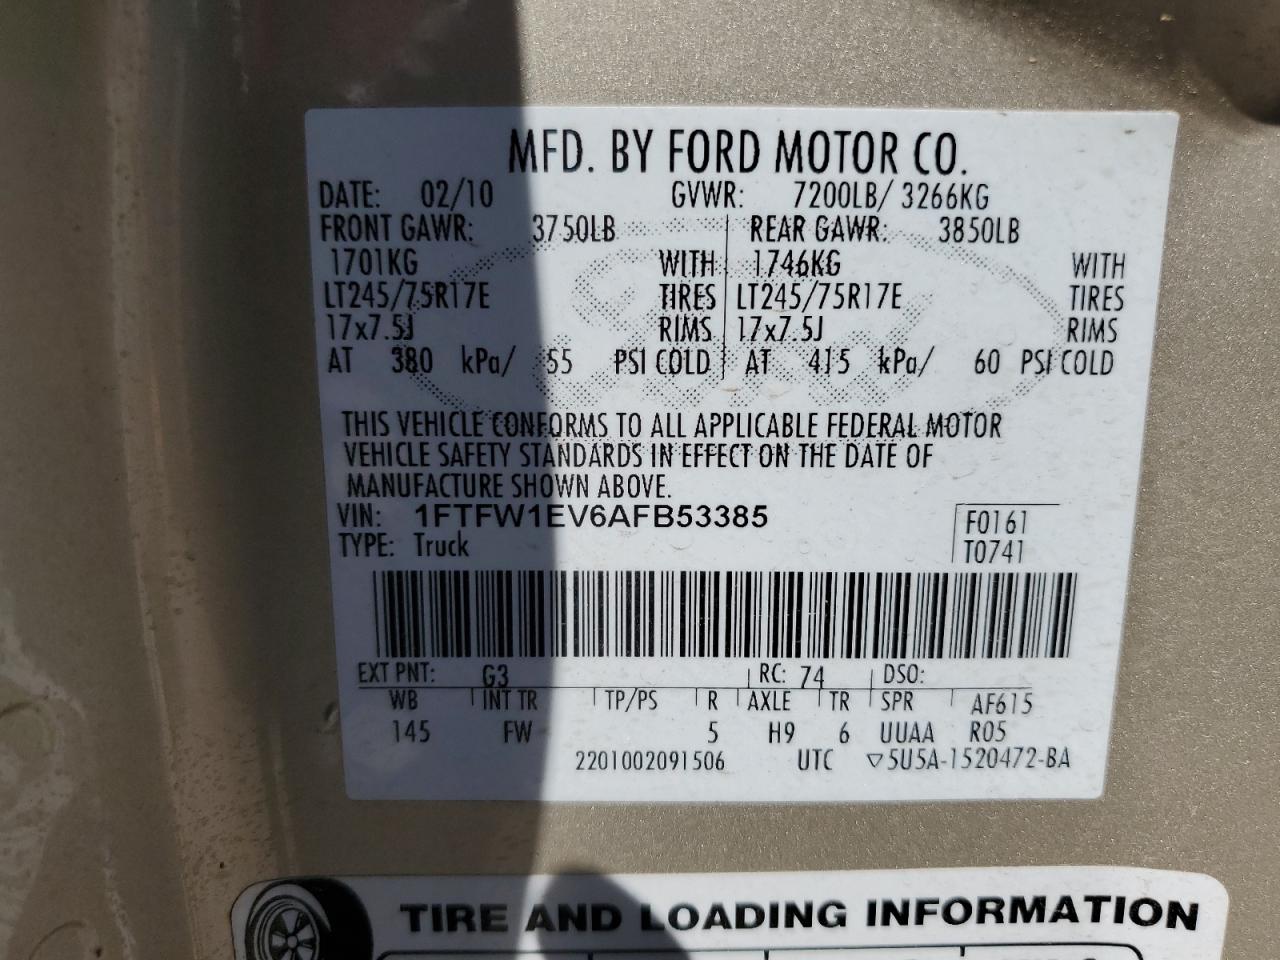 MFD. BY FORD MOTOR CO.
DATE: 02/10 GVWR: 7200LB/ 3266KG
FRONT GAWR: 3750LB REAR GAWR: 3850LB
1701KG WITH 1746KG WITH
LT245/75R17E TIRES LT245/75R17E TIRES
17x7.5J RIMS 17x7.5J RIMS
AT 380 kPa/ 55 PSI COLD AT 415 kPa/ 60 PSI COLD
THIS VEHICLE CONFORMS TO ALL APPLICABLE FEDERAL MOTOR
VEHICLE SAFETY STANDARDS IN EFFECT ON THE DATE OF
MANUFACTURE SHOWN ABOVE.
VIN: 1FTFW1EV6AFB53385 F0161
TYPE: Truck T0741
EXT PNT: G3 RC: 74 DSO:
WB INT TR TP/PS R AXLE TR SPR AF615
145 FW 5 H9 6 UUAA R05
2201002091506 UTC ▽5U5A-1520472-BA
TIRE AND LOADING INFORMATION